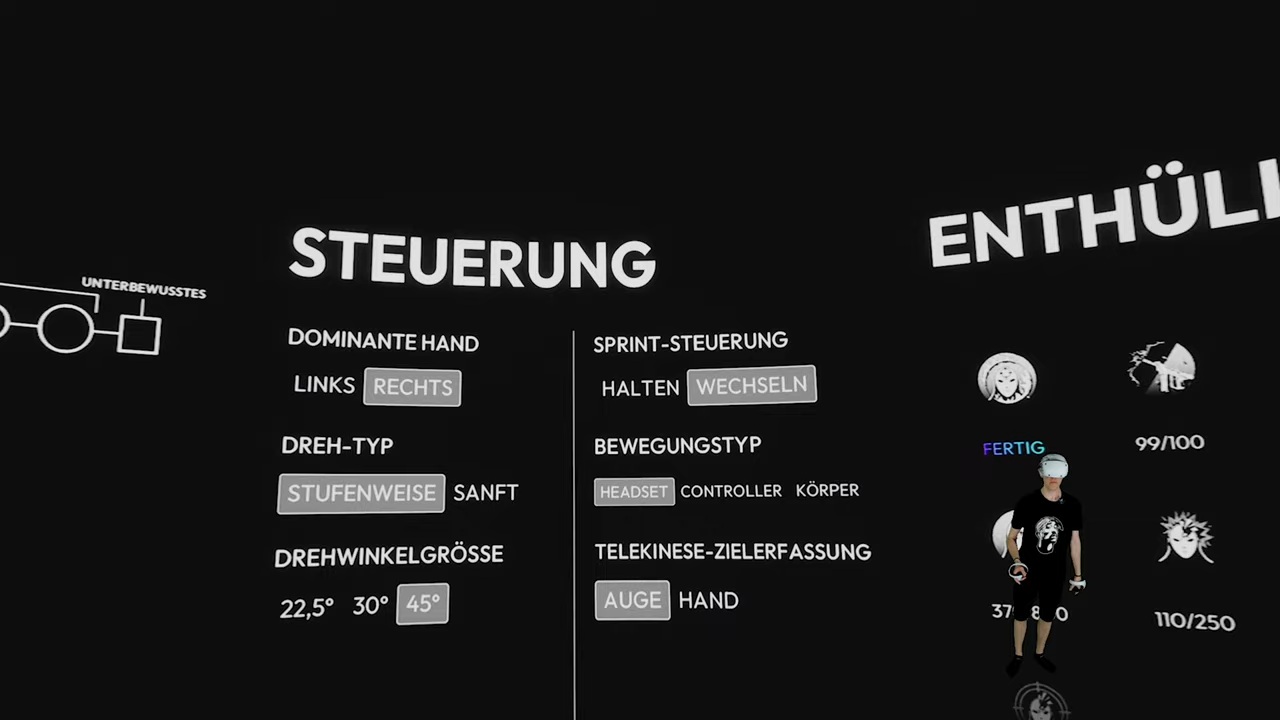 UNTERBEWUSSTES
STEUERUNG
DOMINANTE HAND
LINKS RECHTS
DREH-TYP
STUFENWEISE SANFT
DREHWINKELGRÖSSE
22,5° 30° 45°
SPRINT-STEUERUNG
HALTEN WECHSELN
BEWEGUNGSTYP
HEADSET CONTROLLER KÖRPER
TELEKINESE-ZIELERFASSUNG
AUGE HAND
ENTHÜLL
FERTIG
99/100
110/250